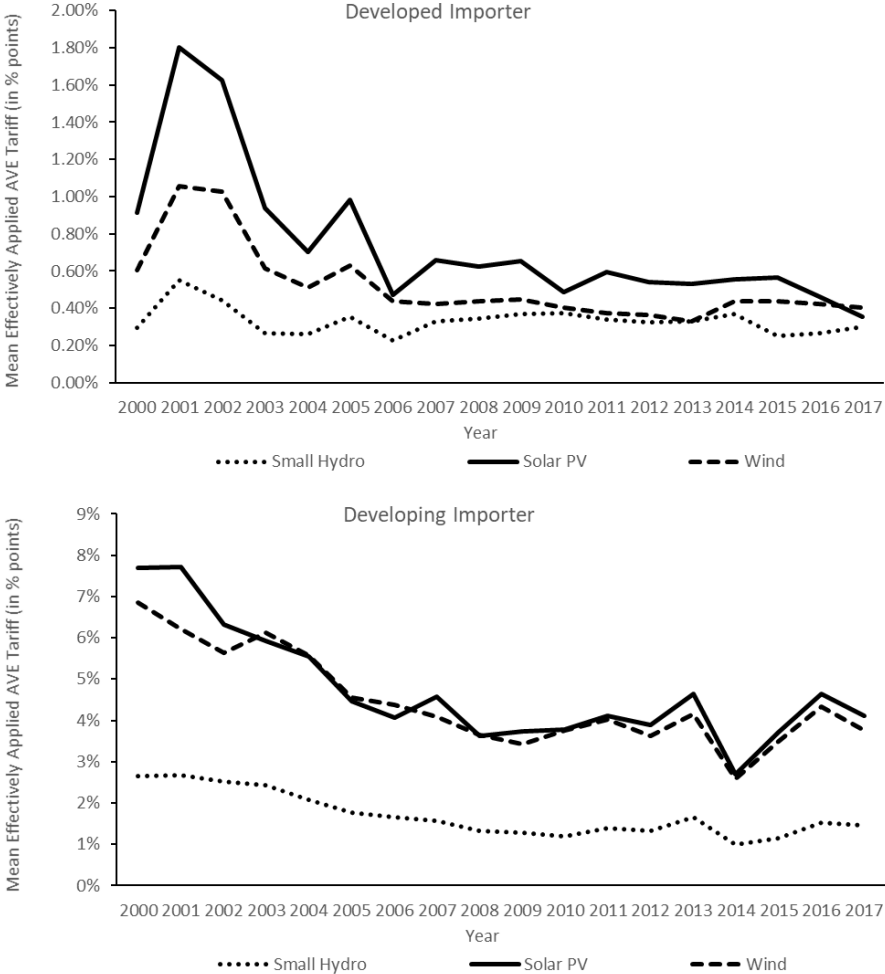 Developed Importer
Mean Effectively Applied AVE Tariff (in % points)
2.00%
1.80%
1.60%
1.40%
1.20%
1.00%
0.80%
0.60%
0.40%
0.20%
0.00%
2000 2001 2002 2003 2004 2005 2006 2007 2008 2009 2010 2011 2012 2013 2014 2015 2016 2017
Year
Small Hydro Solar PV Wind
Developing Importer
Mean Effectively Applied AVE Tariff (in % points)
9%
8%
7%
6%
5%
4%
3%
2%
1%
0%
2000 2001 2002 2003 2004 2005 2006 2007 2008 2009 2010 2011 2012 2013 2014 2015 2016 2017
Year
Small Hydro Solar PV Wind